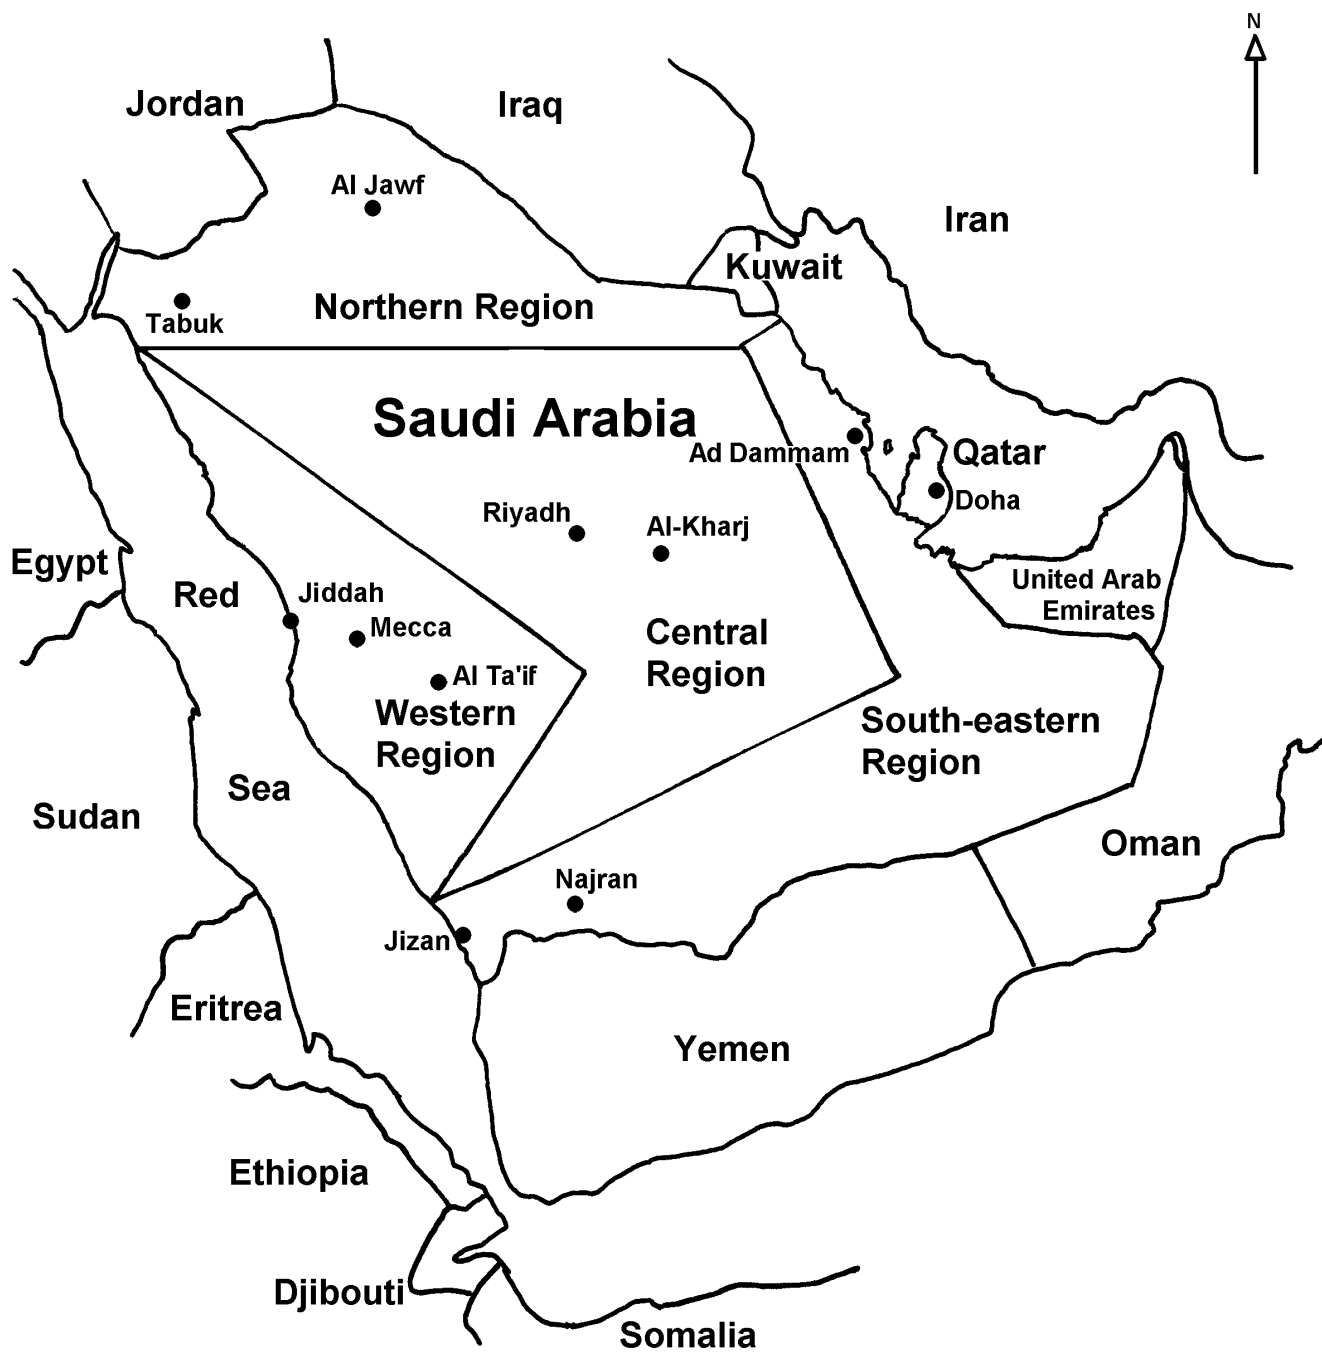 N
Jordan
Iraq
Al Jawf
Iran
Kuwait
Northern Region
Tabuk
Saudi Arabia
Ad Dammam
Qatar
Doha
Riyadh
Al-Kharj
Egypt
Red
Jiddah
Mecca
United Arab
Emirates
Central
Region
Al Ta'if
Western
Region
South-eastern
Region
Sea
Sudan
Oman
Najran
Jizan
Eritrea
Yemen
Ethiopia
Djibouti
Somalia